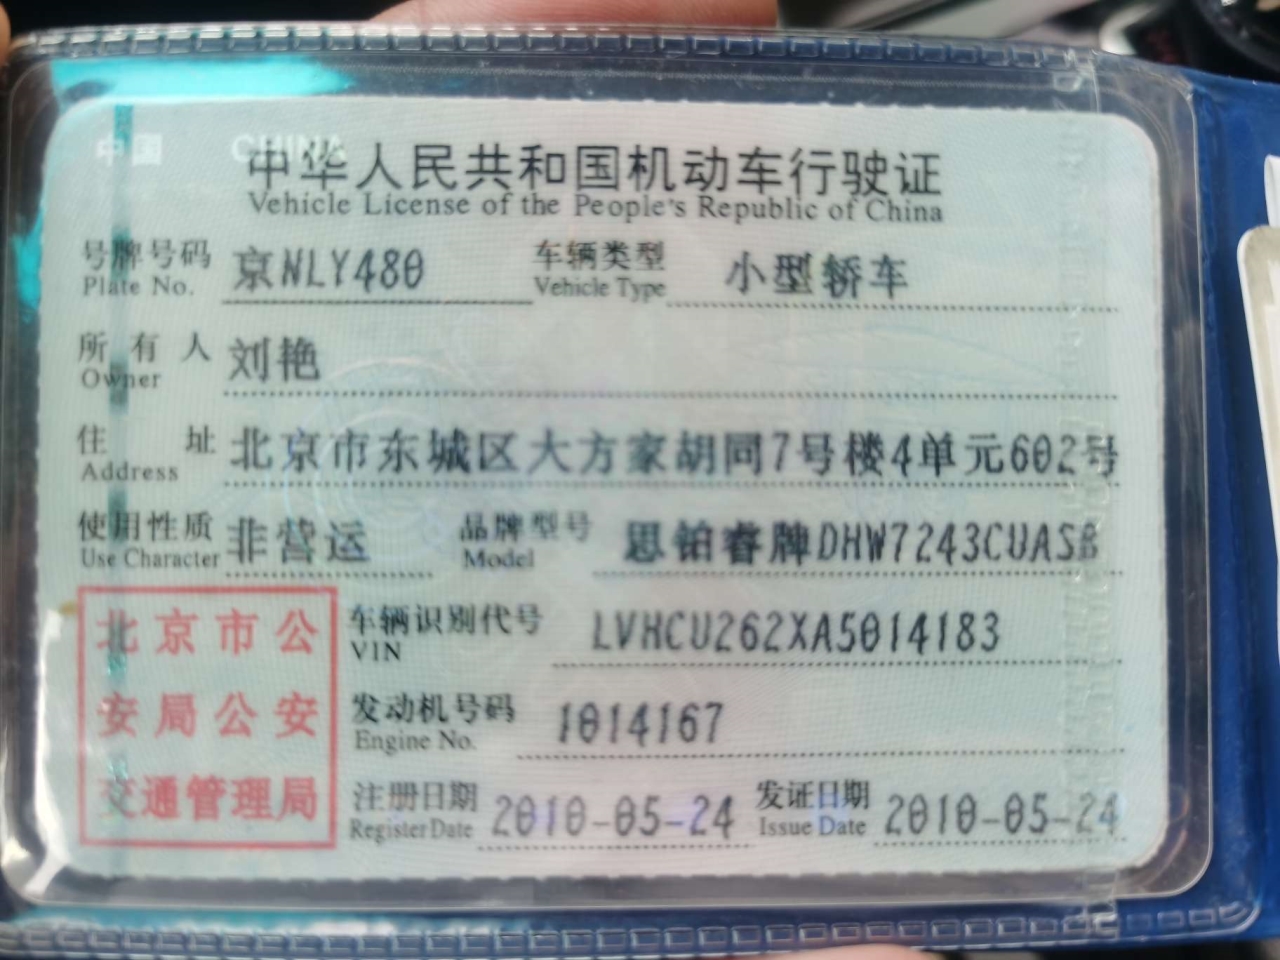 中国 CHINA
中华人民共和国机动车行驶证
Vehicle License of the People's Republic of China
号牌号码 京NLY480 车辆类型 小型轿车
Plate No. Vehicle Type
所有人 刘艳
Owner
住址 北京市东城区大方家胡同7号楼4单元602号
Address
使用性质 非营运 品牌型号 思铂睿牌DHW7243CUASB
Use Character Model
北京市公
安局公安
交通管理局
车辆识别代号 LVHCU262XA5014183
VIN
发动机号码 1014167
Engine No.
注册日期 2010-05-24 发证日期 2010-05-24
Register Date Issue Date